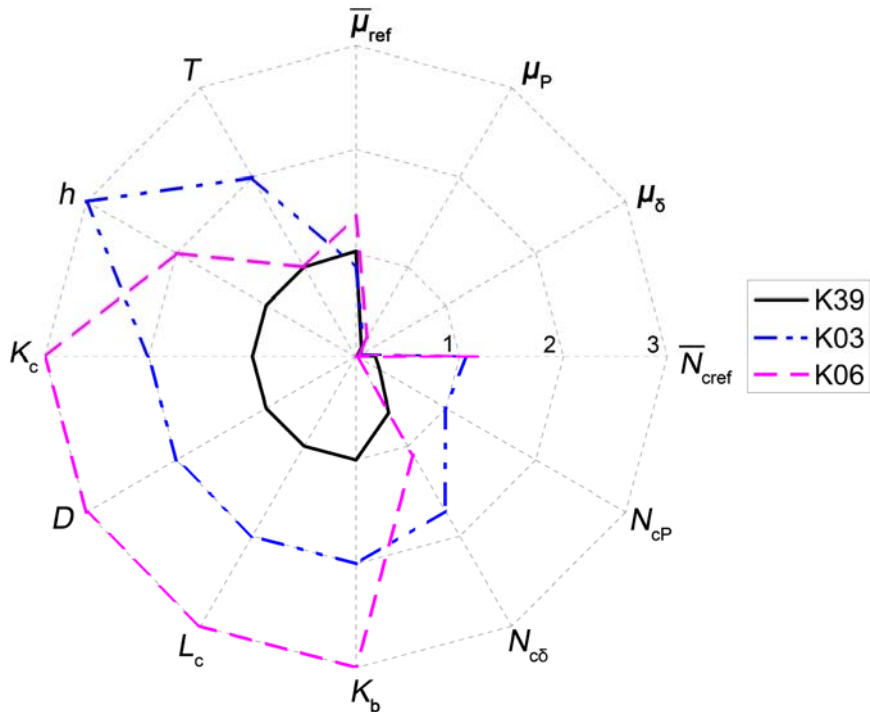 μ̅ref
T
μP
h
μδ
K39
K03
K06
Kc
1 2 3
N̅cref
D
NcP
Lc
Ncδ
Kb